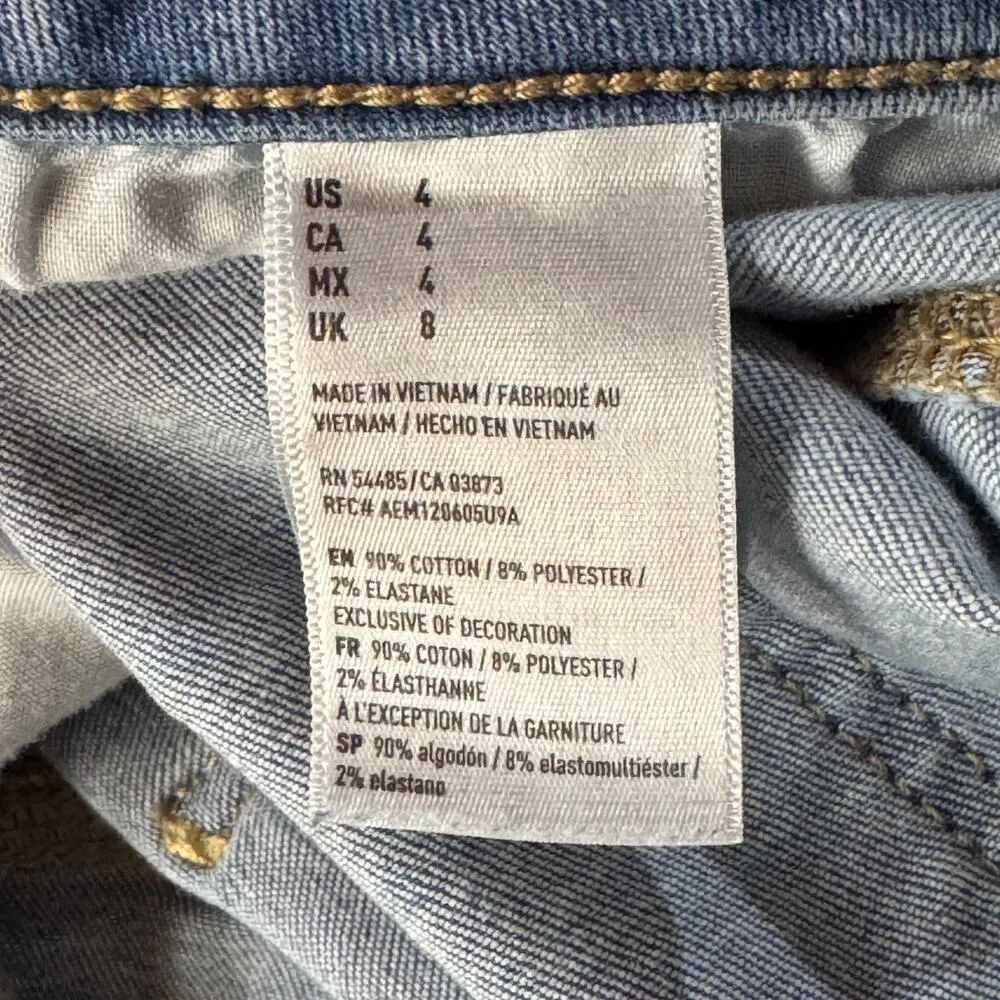 US 4
CA 4
MX 4
UK 8
MADE IN VIETNAM / FABRIQUÉ AU
VIETNAM / HECHO EN VIETNAM
RN 54485/CA 03873
RFC# AEM120605U9A
EN 90% COTTON / 8% POLYESTER /
2% ELASTANE
EXCLUSIVE OF DECORATION
FR 90% COTON / 8% POLYESTER /
2% ÉLASTHANNE
À L'EXCEPTION DE LA GARNITURE
SP 90% algodón / 8% elastomultiéster /
2% elastano